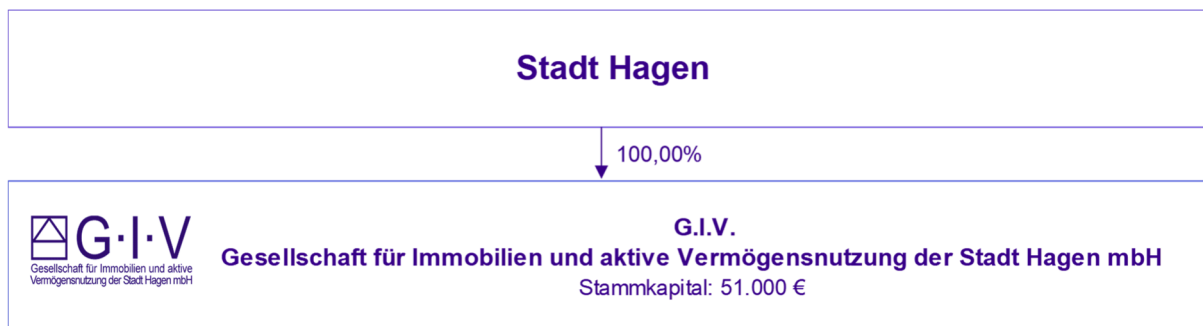 Stadt Hagen
100,00%
G·I·V
Gesellschaft für Immobilien und aktive
Vermögensnutzung der Stadt Hagen mbH
G.I.V.
Gesellschaft für Immobilien und aktive Vermögensnutzung der Stadt Hagen mbH
Stammkapital: 51.000 €